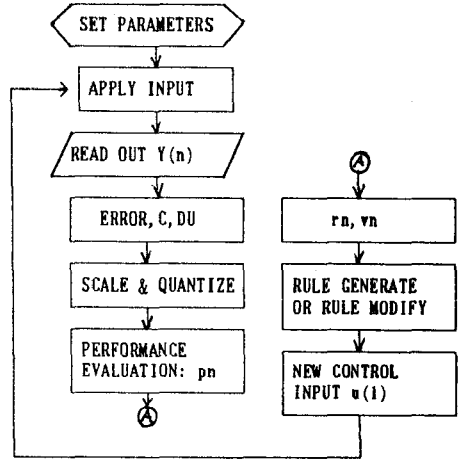 SET PARAMETERS
APPLY INPUT
READ OUT Y(n)
ERROR, C, DU
SCALE & QUANTIZE
PERFORMANCE
EVALUATION: pn
A
A
rn, vn
RULE GENERATE
OR RULE MODIFY
NEW CONTROL
INPUT u(1)